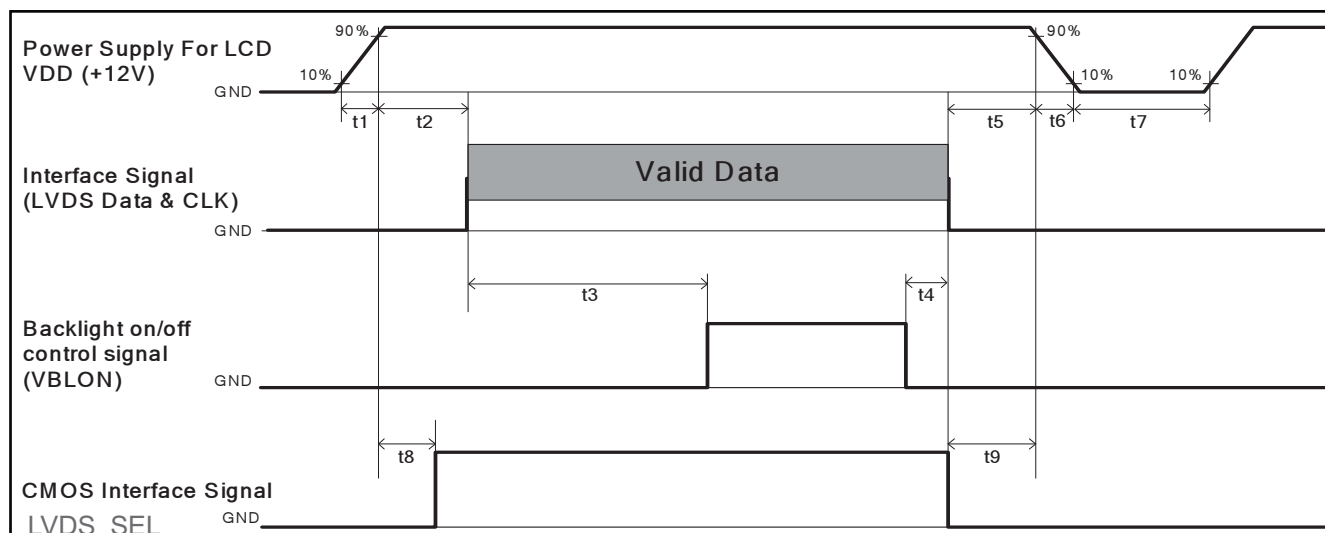 Power Supply For LCD
VDD (+12V)
90%
10%
GND
90%
10%
10%
t1
t2
t5
t6
t7
Interface Signal
(LVDS Data & CLK)
GND
Valid Data
t3
t4
Backlight on/off
control signal
(VBLON)
GND
t8
t9
CMOS Interface Signal
LVDS_SEL
GND